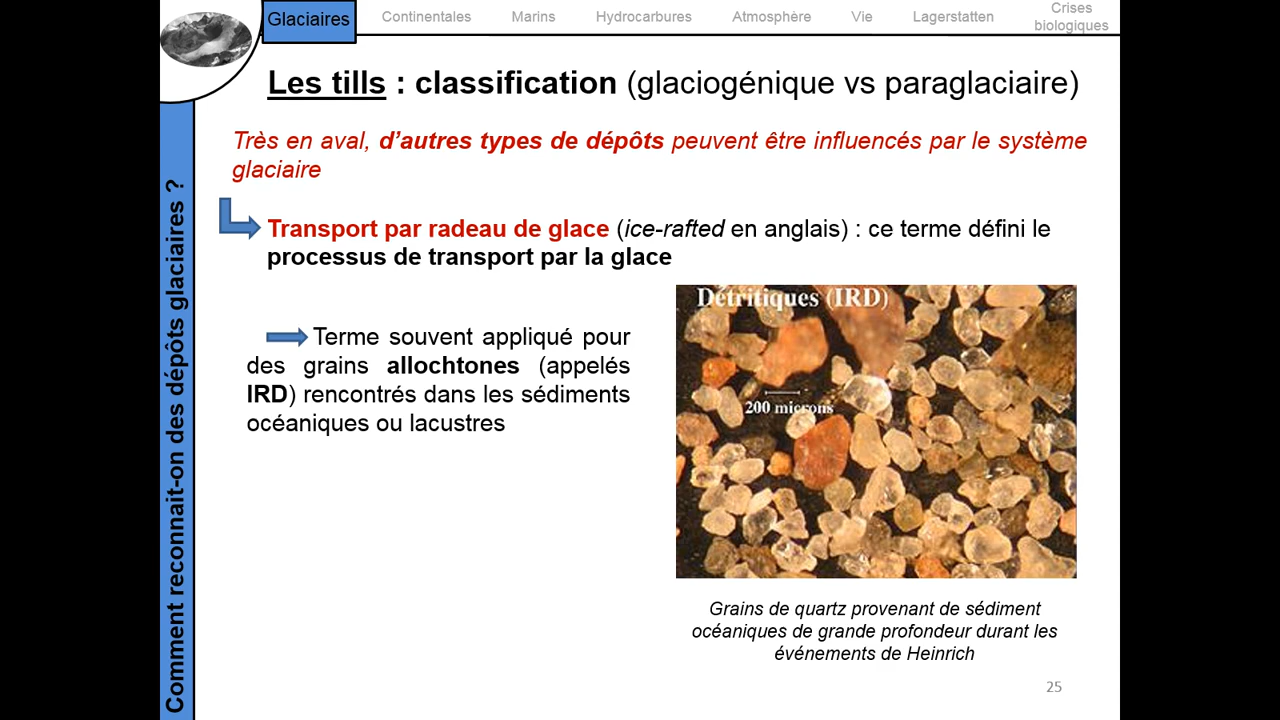 Glaciaires
Continentales
Marins
Hydrocarbures
Atmosphère
Vie
Lagerstatten
Crises
biologiques
Les tills : classification (glaciogénique vs paraglaciaire)
Très en aval, d'autres types de dépôts peuvent être influencés par le système
glaciaire
Transport par radeau de glace (ice-rafted en anglais) : ce terme défini le
processus de transport par la glace
Terme souvent appliqué pour
des grains allochtones (appelés
IRD) rencontrés dans les sédiments
océaniques ou lacustres
Détritiques (IRD)
200 microns
Grains de quartz provenant de sédiment
océaniques de grande profondeur durant les
événements de Heinrich
25
Comment reconnait-on des dépôts glaciaires ?